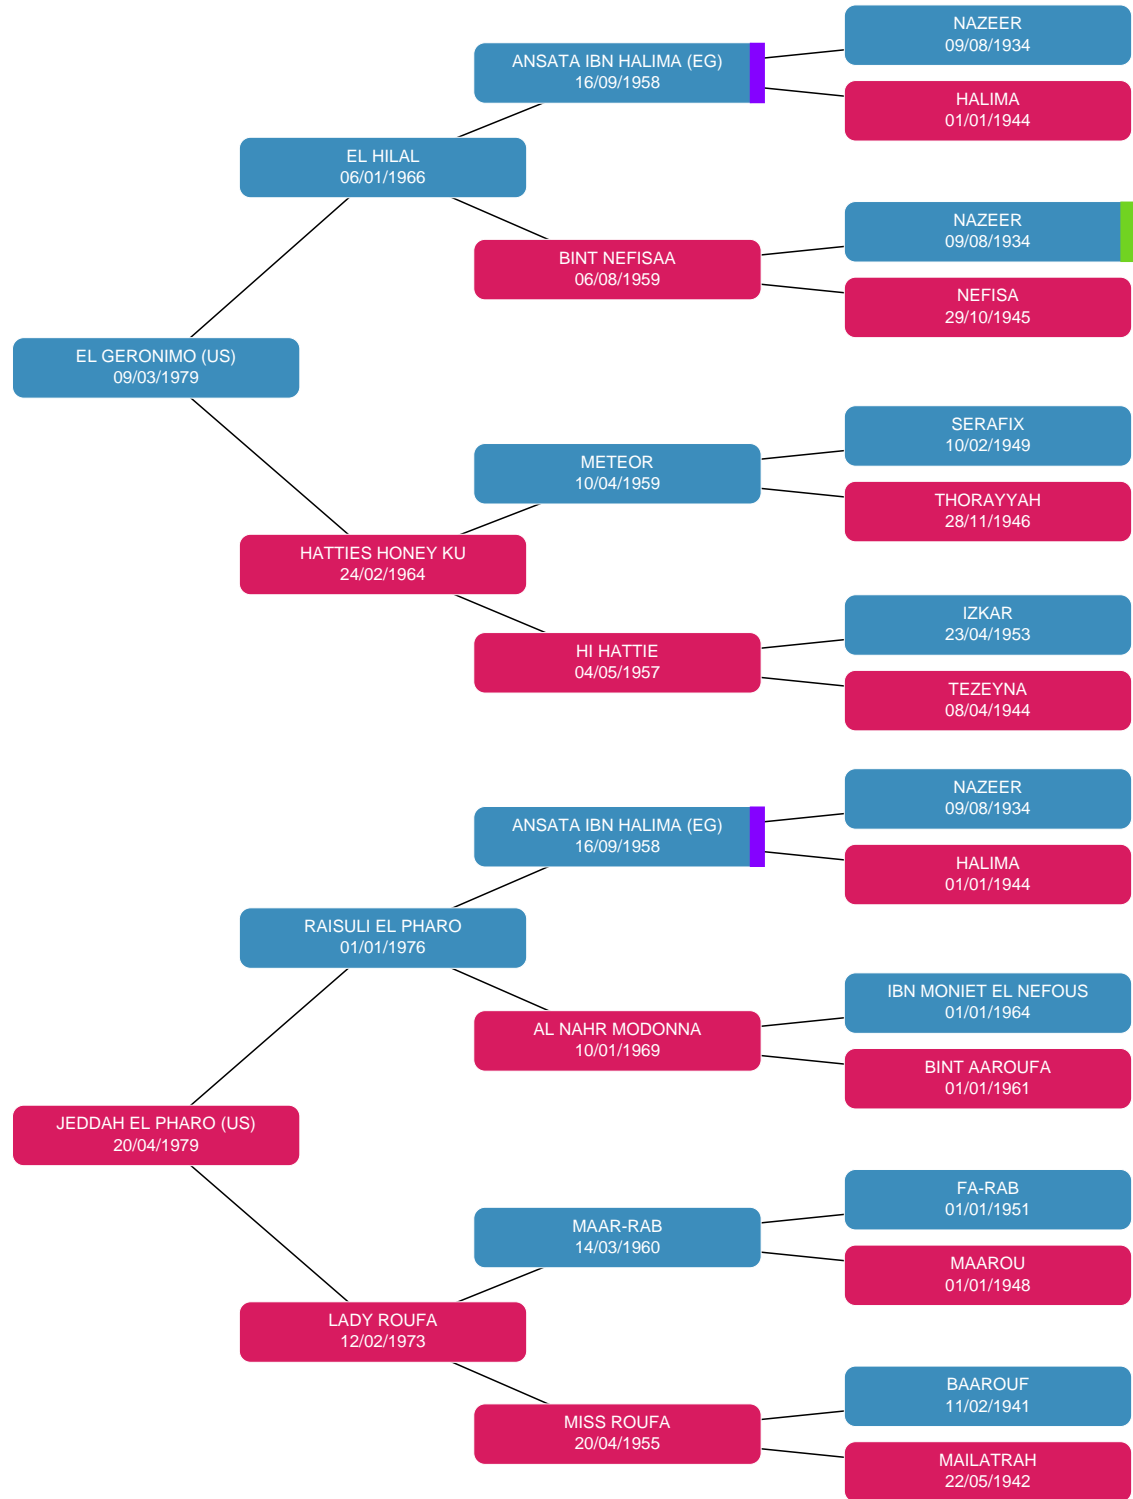 NAZEER
09/08/1934
ANSATA IBN HALIMA (EG)
16/09/1958
HALIMA
01/01/1944
EL HILAL
06/01/1966
NAZEER
09/08/1934
BINT NEFISAA
06/08/1959
NEFISA
29/10/1945
EL GERONIMO (US)
09/03/1979
SERAFIX
10/02/1949
METEOR
10/04/1959
THORAYYAH
28/11/1946
HATTIES HONEY KU
24/02/1964
IZKAR
23/04/1953
HI HATTIE
04/05/1957
TEZEYNA
08/04/1944
NAZEER
09/08/1934
ANSATA IBN HALIMA (EG)
16/09/1958
HALIMA
01/01/1944
RAISULI EL PHARO
01/01/1976
IBN MONIET EL NEFOUS
01/01/1964
AL NAHR MODONNA
10/01/1969
BINT AAROUFA
01/01/1961
JEDDAH EL PHARO (US)
20/04/1979
FA-RAB
01/01/1951
MAAR-RAB
14/03/1960
MAAROU
01/01/1948
LADY ROUFA
12/02/1973
BAAROUF
11/02/1941
MISS ROUFA
20/04/1955
MAILATRAH
22/05/1942